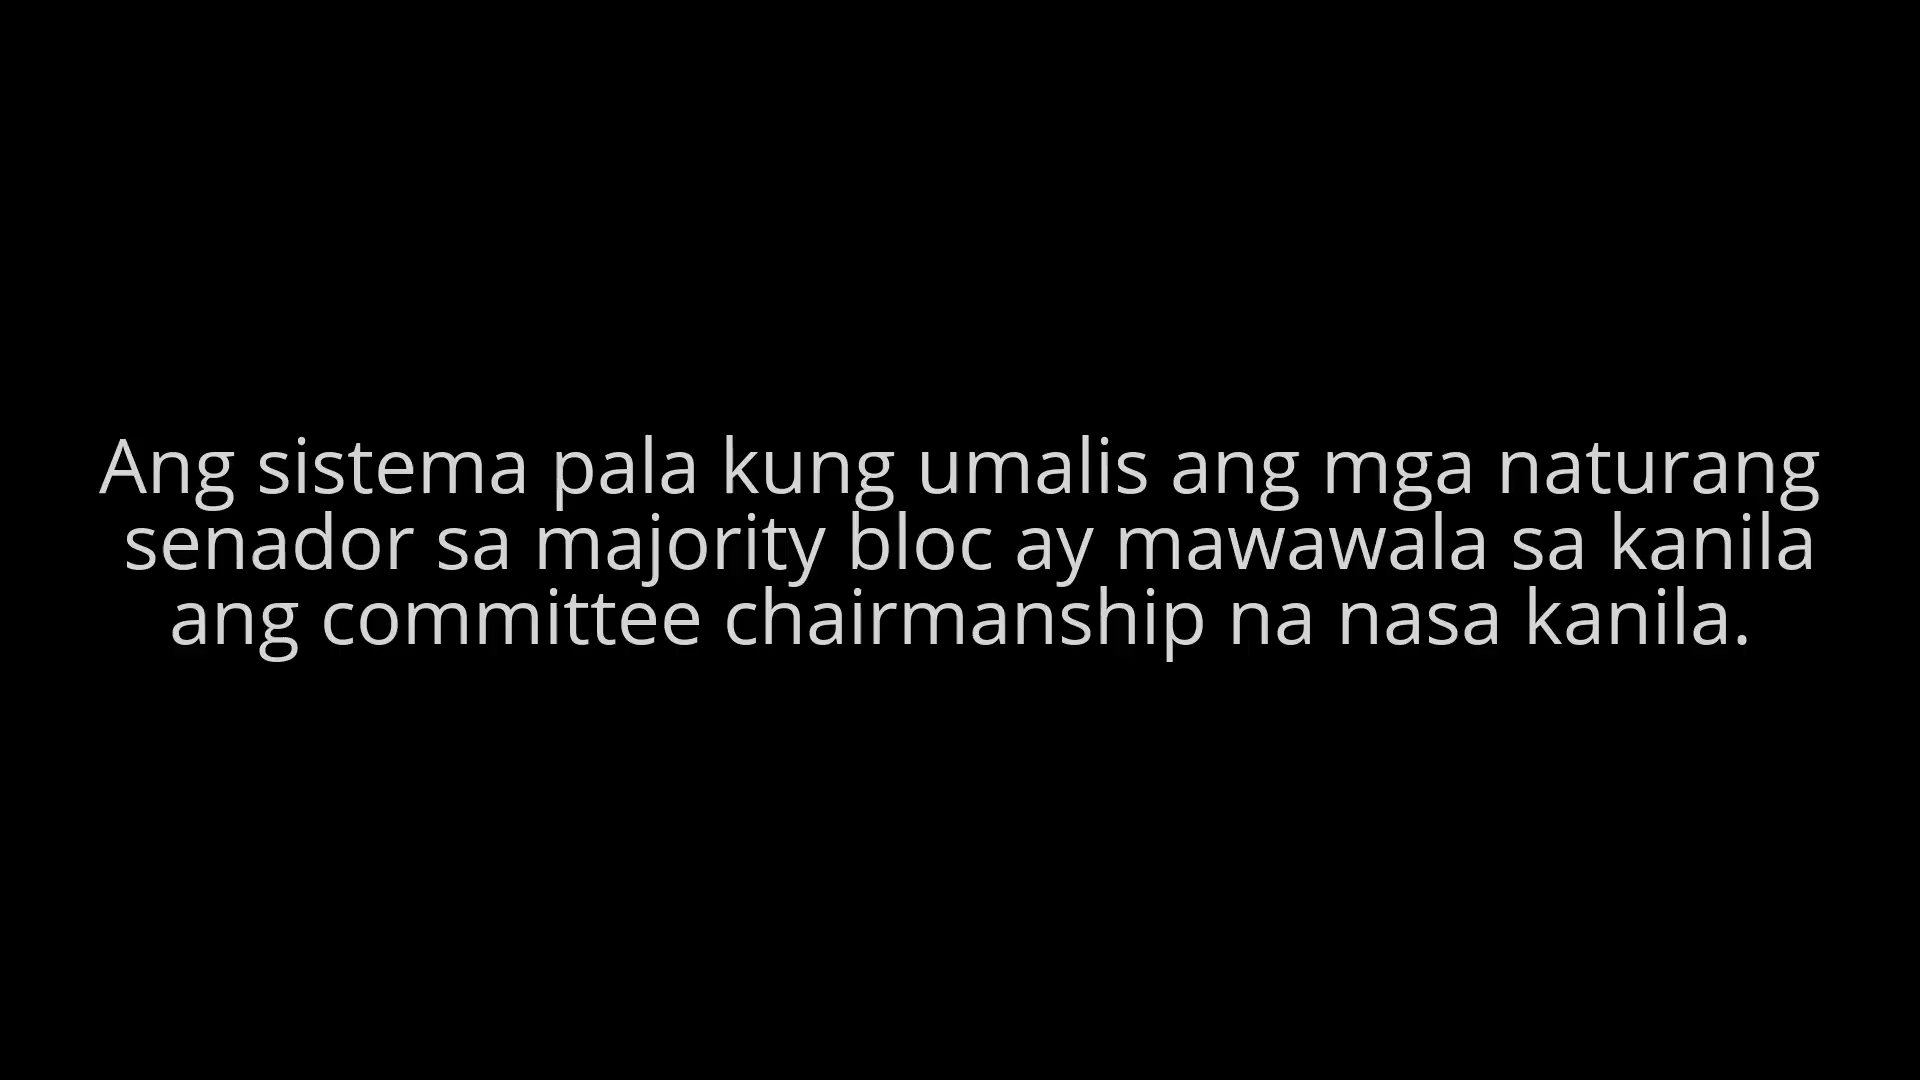 Ang sistema pala kung umalis ang mga naturang
senador sa majority bloc ay mawawala sa kanila
ang committee chairmanship na nasa kanila.